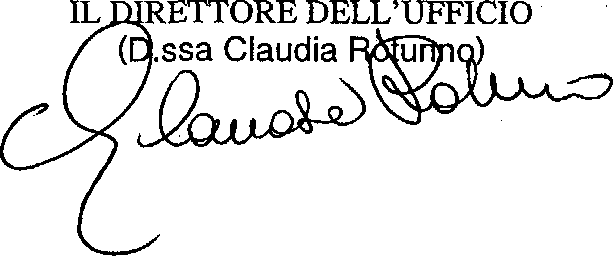 IL DIRETTORE DELL'UFFICIO
(D.ssa Claudia Rotunno)